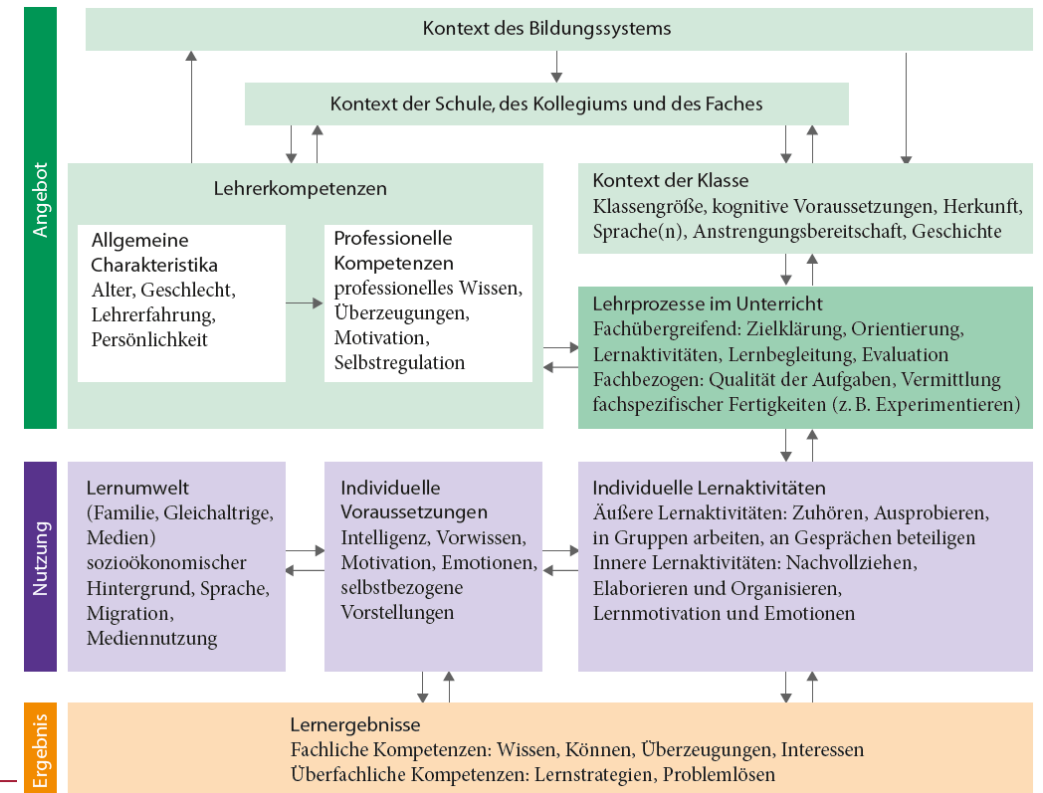 Angebot
Kontext des Bildungssystems
Kontext der Schule, des Kollegiums und des Faches
Lehrerkompetenzen
Allgemeine
Charakteristika
Alter, Geschlecht,
Lehrerfahrung,
Persönlichkeit
Professionelle
Kompetenzen
professionelles Wissen,
Überzeugungen,
Motivation,
Selbstregulation
Kontext der Klasse
Klassengröße, kognitive Voraussetzungen, Herkunft,
Sprache(n), Anstrengungsbereitschaft, Geschichte
Lehrprozesse im Unterricht
Fachübergreifend: Zielklärung, Orientierung,
Lernaktivitäten, Lernbegleitung, Evaluation
Fachbezogen: Qualität der Aufgaben, Vermittlung
fachspezifischer Fertigkeiten (z. B. Experimentieren)
Nutzung
Lernumwelt
(Familie, Gleichaltrige,
Medien)
sozioökonomischer
Hintergrund, Sprache,
Migration,
Mediennutzung
Individuelle
Voraussetzungen
Intelligenz, Vorwissen,
Motivation, Emotionen,
selbstbezogene
Vorstellungen
Individuelle Lernaktivitäten
Äußere Lernaktivitäten: Zuhören, Ausprobieren,
in Gruppen arbeiten, an Gesprächen beteiligen
Innere Lernaktivitäten: Nachvollziehen,
Elaborieren und Organisieren,
Lernmotivation und Emotionen
Ergebnis
Lernergebnisse
Fachliche Kompetenzen: Wissen, Können, Überzeugungen, Interessen
Überfachliche Kompetenzen: Lernstrategien, Problemlösen